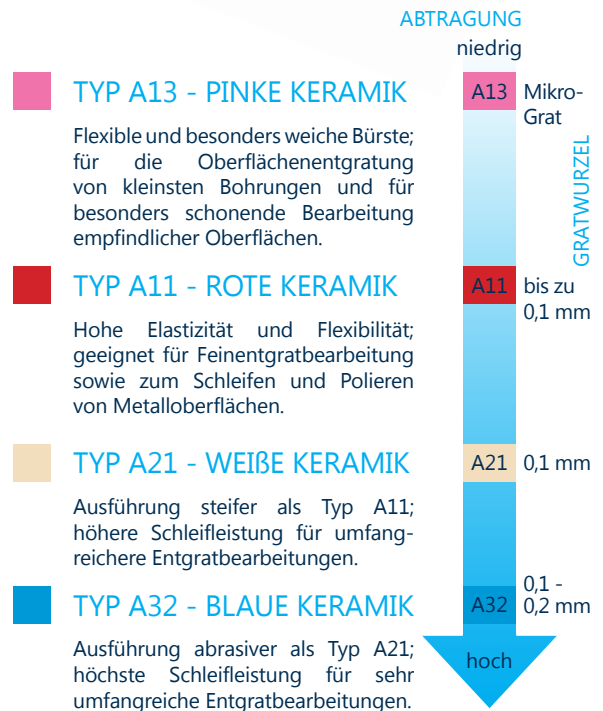 TYP A13 - PINKE KERAMIK
Flexible und besonders weiche Bürste;
für die Oberflächenentgratung
von kleinsten Bohrungen und für
besonders schonende Bearbeitung
empfindlicher Oberflächen.
TYP A11 - ROTE KERAMIK
Hohe Elastizität und Flexibilität;
geeignet für Feinentgratbearbeitung
sowie zum Schleifen und Polieren
von Metalloberflächen.
TYP A21 - WEIßE KERAMIK
Ausführung steifer als Typ A11;
höhere Schleifleistung für umfang-
reichere Entgratbearbeitungen.
TYP A32 - BLAUE KERAMIK
Ausführung abrasiver als Typ A21;
höchste Schleifleistung für sehr
umfangreiche Entgratbearbeitungen.
ABTRAGUNG
niedrig
A13
Mikro-
Grat
GRATWURZEL
A11
bis zu
0,1 mm
A21
0,1 mm
A32
0,1 -
0,2 mm
hoch